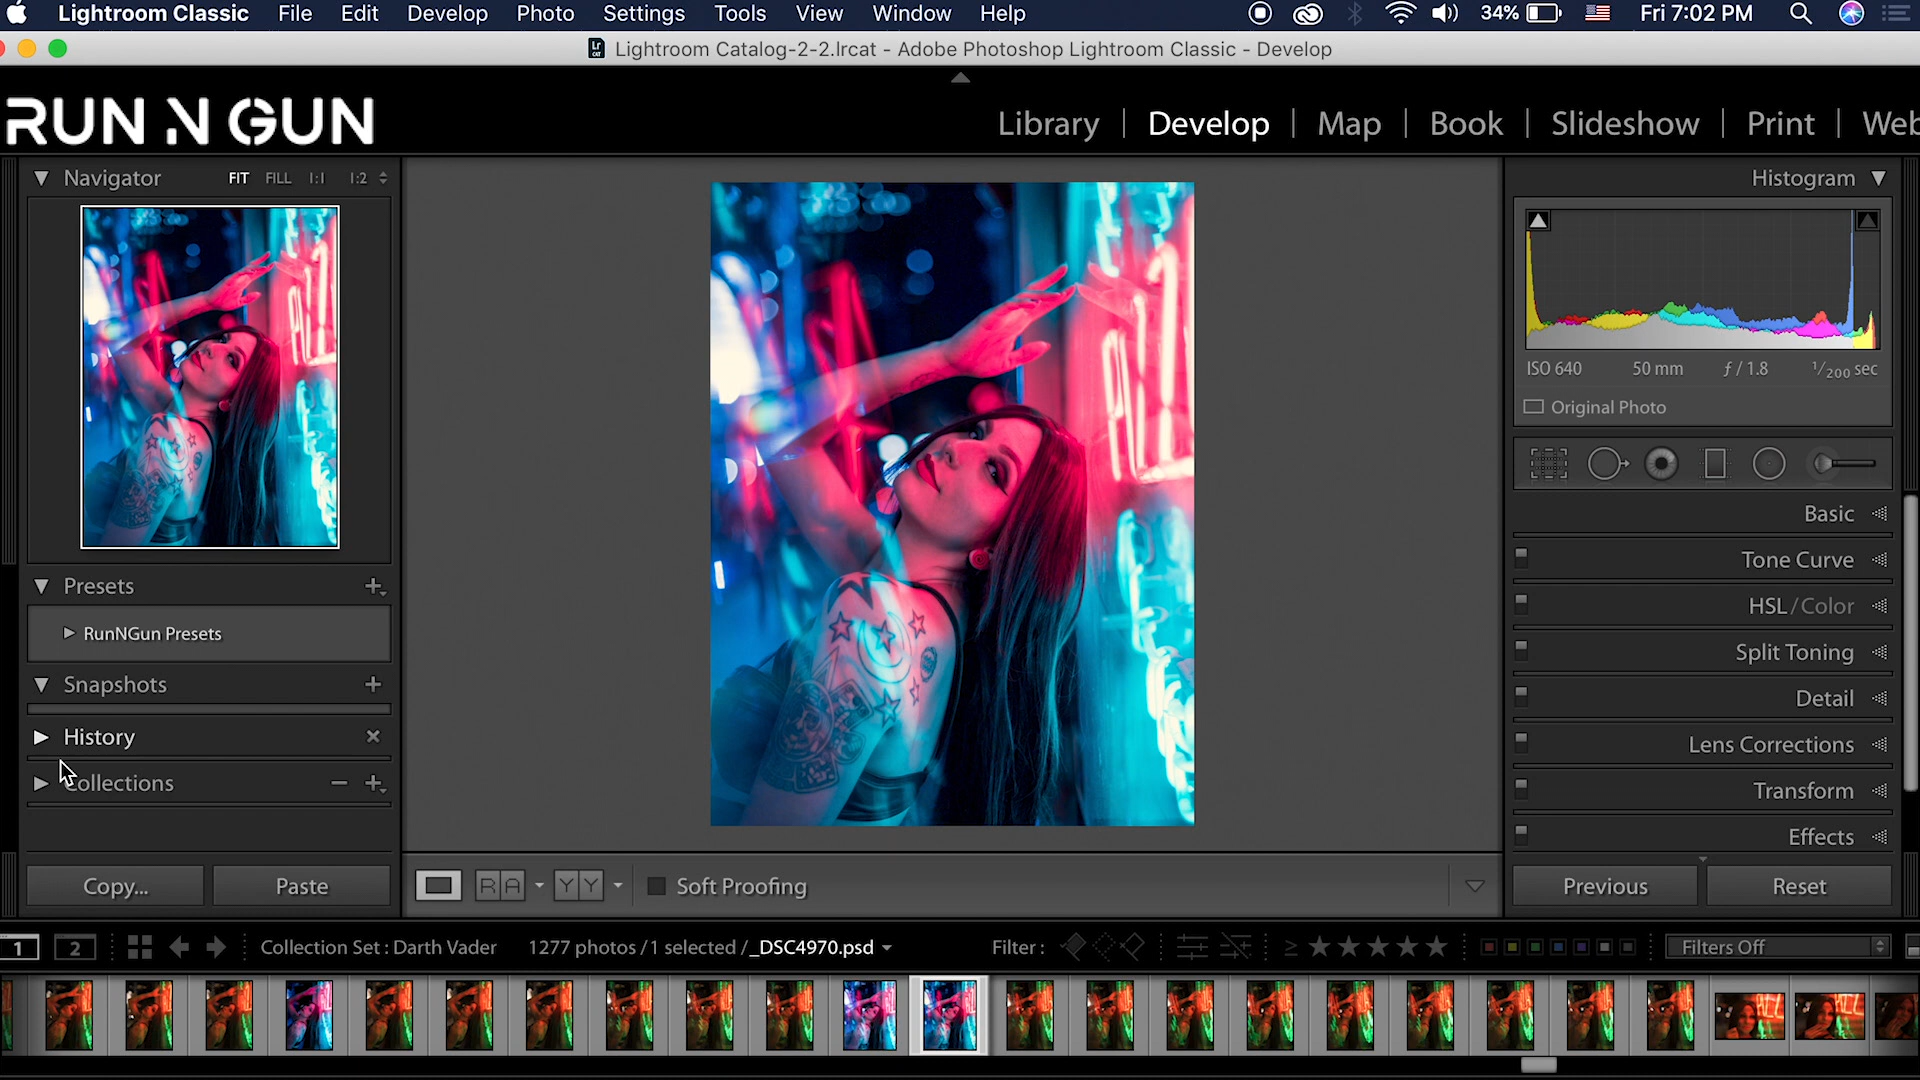 Lightroom Classic File Edit Develop Photo Settings Tools View Window Help 34% Fri 7:02 PM
Lightroom Catalog-2-2.lrcat - Adobe Photoshop Lightroom Classic - Develop
RUN N GUN
Library | Develop | Map | Book | Slideshow | Print | Web
Navigator FIT FILL 1:1 1:2
Histogram
ISO 640 50 mm ƒ / 1.8 1/200 sec
Original Photo
Basic
Tone Curve
HSL / Color
Split Toning
Detail
Lens Corrections
Transform
Effects
Presets
RunNGun Presets
Snapshots
History
Collections
Copy... Paste
R A Y Y Soft Proofing
Previous Reset
1 2 Collection Set : Darth Vader 1277 photos / 1 selected / _DSC4970.psd Filter : ≥ Filters Off